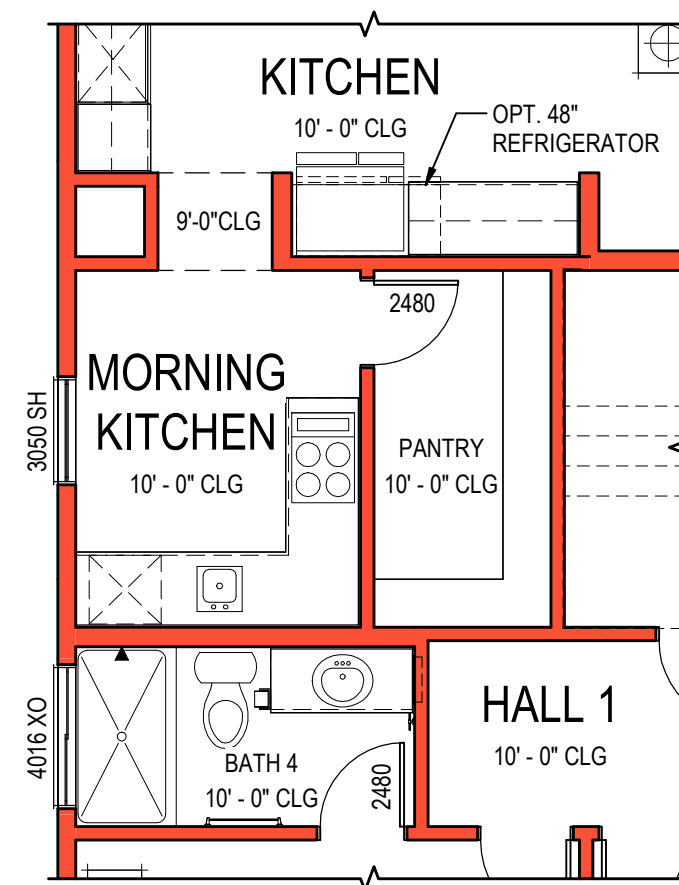 KITCHEN
10' - 0" CLG
OPT. 48"
REFRIGERATOR
9'-0"CLG
2480
MORNING
KITCHEN
10' - 0" CLG
3050 SH
PANTRY
10' - 0" CLG
HALL 1
10' - 0" CLG
4016 XO
BATH 4
10' - 0" CLG
2480